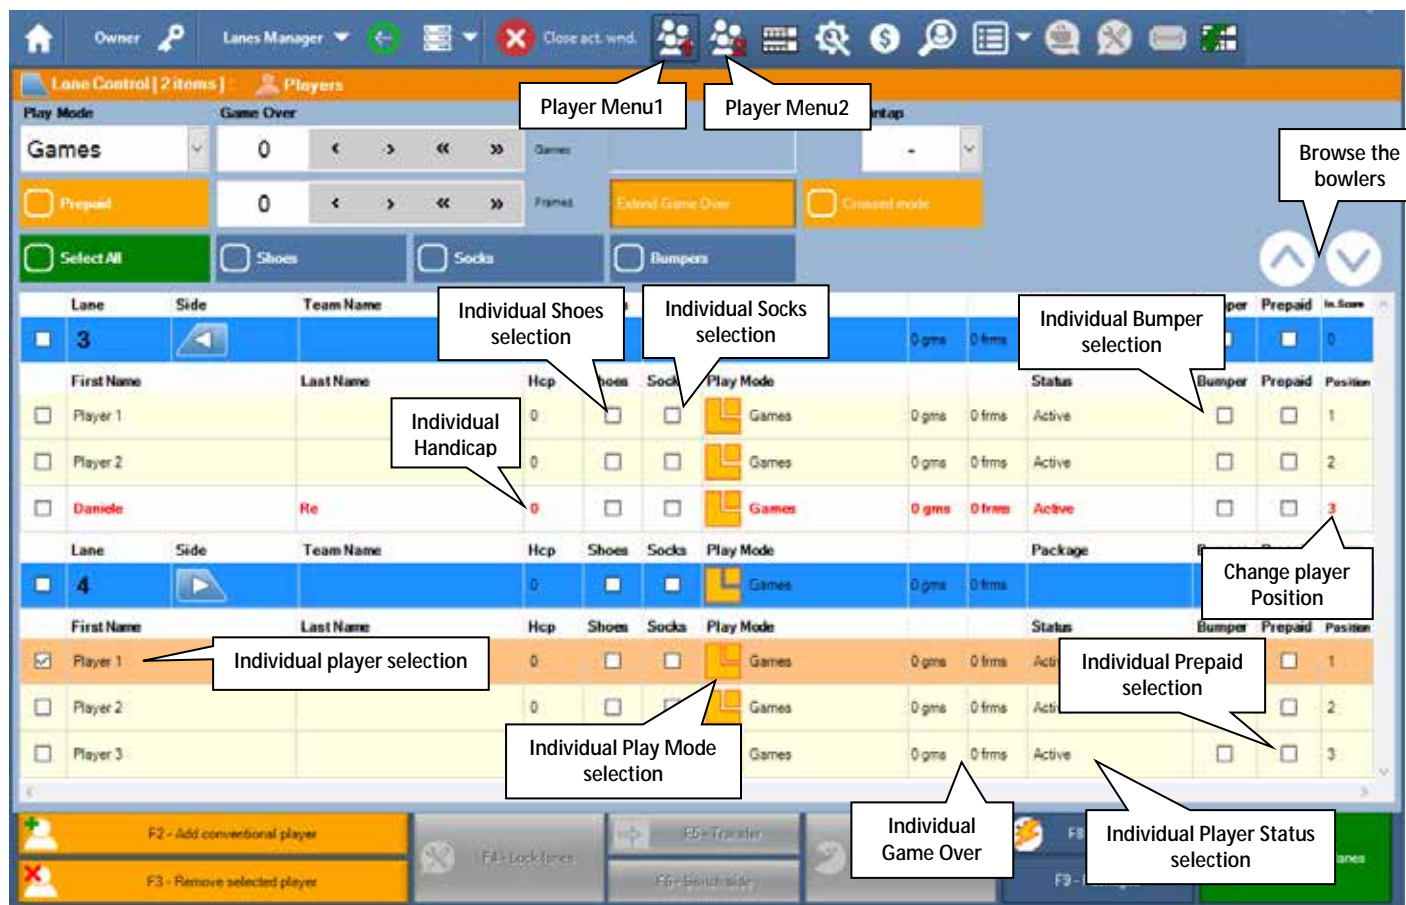 Owner
Lanes Manager
Close act. wnd.
Lane Control [ 2 items ]
Players
Player Menu1
Player Menu2
Play Mode
Game Over
Games
0
Games
-
Browse the
bowlers
Prepaid
0
Frames
Extend Game Over
Crossed mode
Select All
Shoes
Socks
Bumpers
Lane Side Team Name Prepaid In.Score
Individual Shoes
selection
Individual Socks
selection
Individual Bumper
selection
3 0 gms 0 frms 0
First Name Last Name Hcp Shoes Play Mode Status Bumper Prepaid Position
Player 1 0 Games 0 gms 0 frms Active 1
Individual
Handicap
Player 2 0 Games 0 gms 0 frms Active 2
Daniele Re 0 Games 0 gms 0 frms Active 3
Lane Side Team Name Hcp Shoes Socks Play Mode Package
Change player
Position
4 0 Games 0 gms 0 frms
First Name Last Name Hcp Shoes Socks Play Mode Status Bumper Prepaid Position
Player 1 0 Games 0 gms 0 frms 1
Individual player selection
Individual Prepaid
selection
Player 2 0 Games 0 gms 0 frms 2
Individual Play Mode
selection
Player 3 Games 0 gms 0 frms Active 3
Individual
Game Over
Individual Player Status
selection
F2 - Add conventional player
F3 - Remove selected player
F4 - Lock lanes
F5 - Transfer
F6 - Switch side
F8
F9 -
lanes